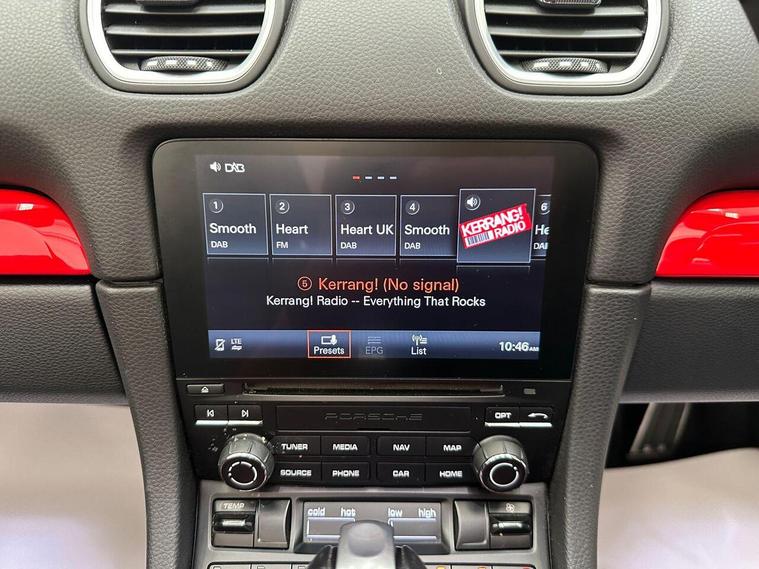 DAB
1 2 3 4 6
Smooth Heart Heart UK Smooth KERRANG! RADIO He
DAB FM DAB DAB
5 Kerrang! (No signal)
Kerrang! Radio -- Everything That Rocks
LTE
Presets EPG List 10:46 AM
PORSCHE OPT
TUNER MEDIA NAV MAP
SOURCE PHONE CAR HOME
TEMP cold hot low high